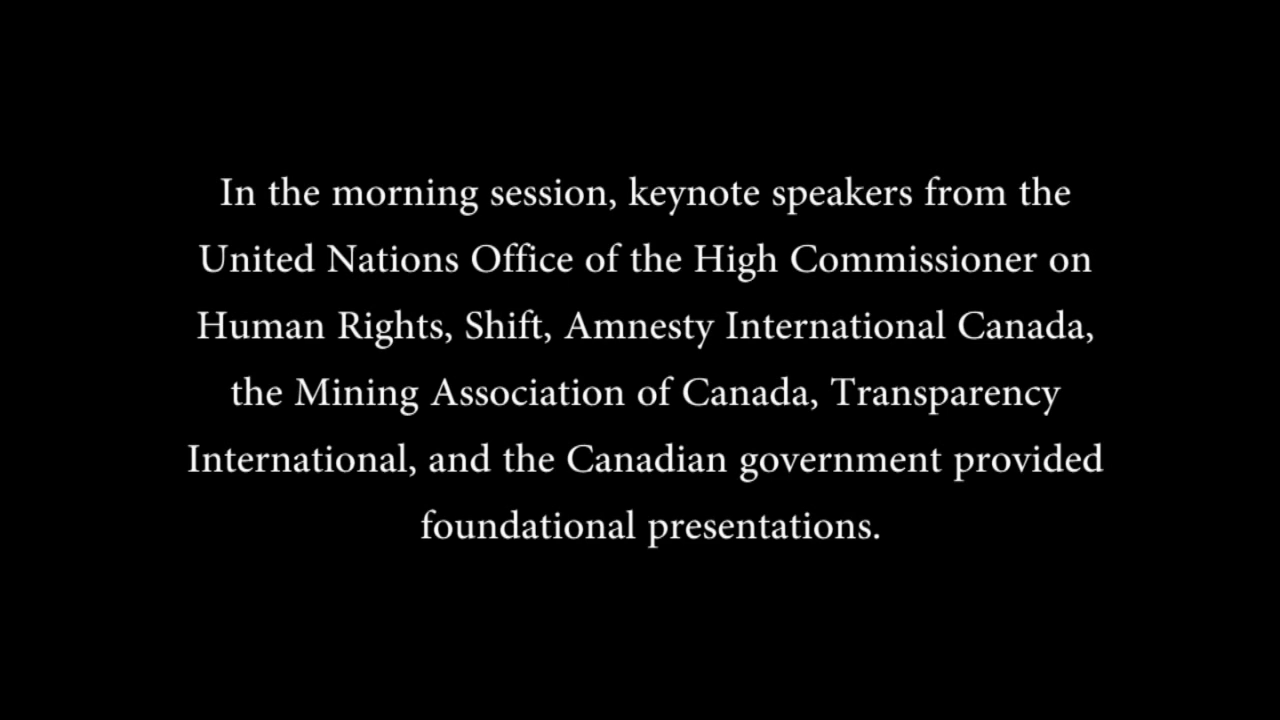 In the morning session, keynote speakers from the
United Nations Office of the High Commissioner on
Human Rights, Shift, Amnesty International Canada,
the Mining Association of Canada, Transparency
International, and the Canadian government provided
foundational presentations.